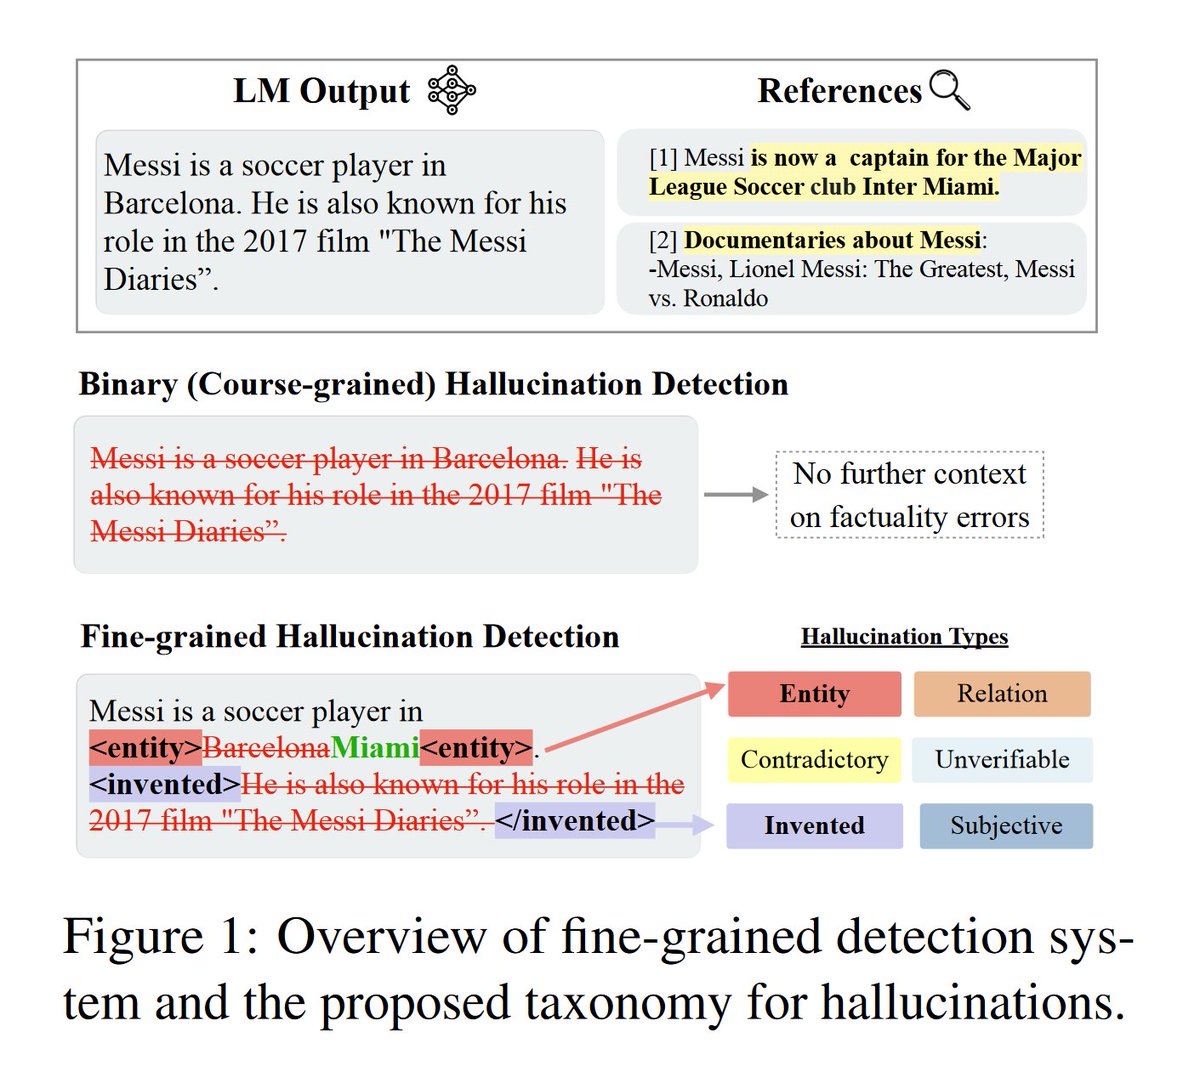 LM Output
References
Messi is a soccer player in
Barcelona. He is also known for his
role in the 2017 film "The Messi
Diaries”.
[1] Messi is now a captain for the Major
League Soccer club Inter Miami.
[2] Documentaries about Messi:
-Messi, Lionel Messi: The Greatest, Messi
vs. Ronaldo
Binary (Course-grained) Hallucination Detection
Messi is a soccer player in Barcelona. He is
also known for his role in the 2017 film "The
Messi Diaries”.
No further context
on factuality errors
Fine-grained Hallucination Detection
Messi is a soccer player in
<entity>BarcelonaMiami<entity>.
<invented>He is also known for his role in the
2017 film "The Messi Diaries”. </invented>
Hallucination Types
Entity
Relation
Contradictory
Unverifiable
Invented
Subjective
Figure 1: Overview of fine-grained detection sys-
tem and the proposed taxonomy for hallucinations.